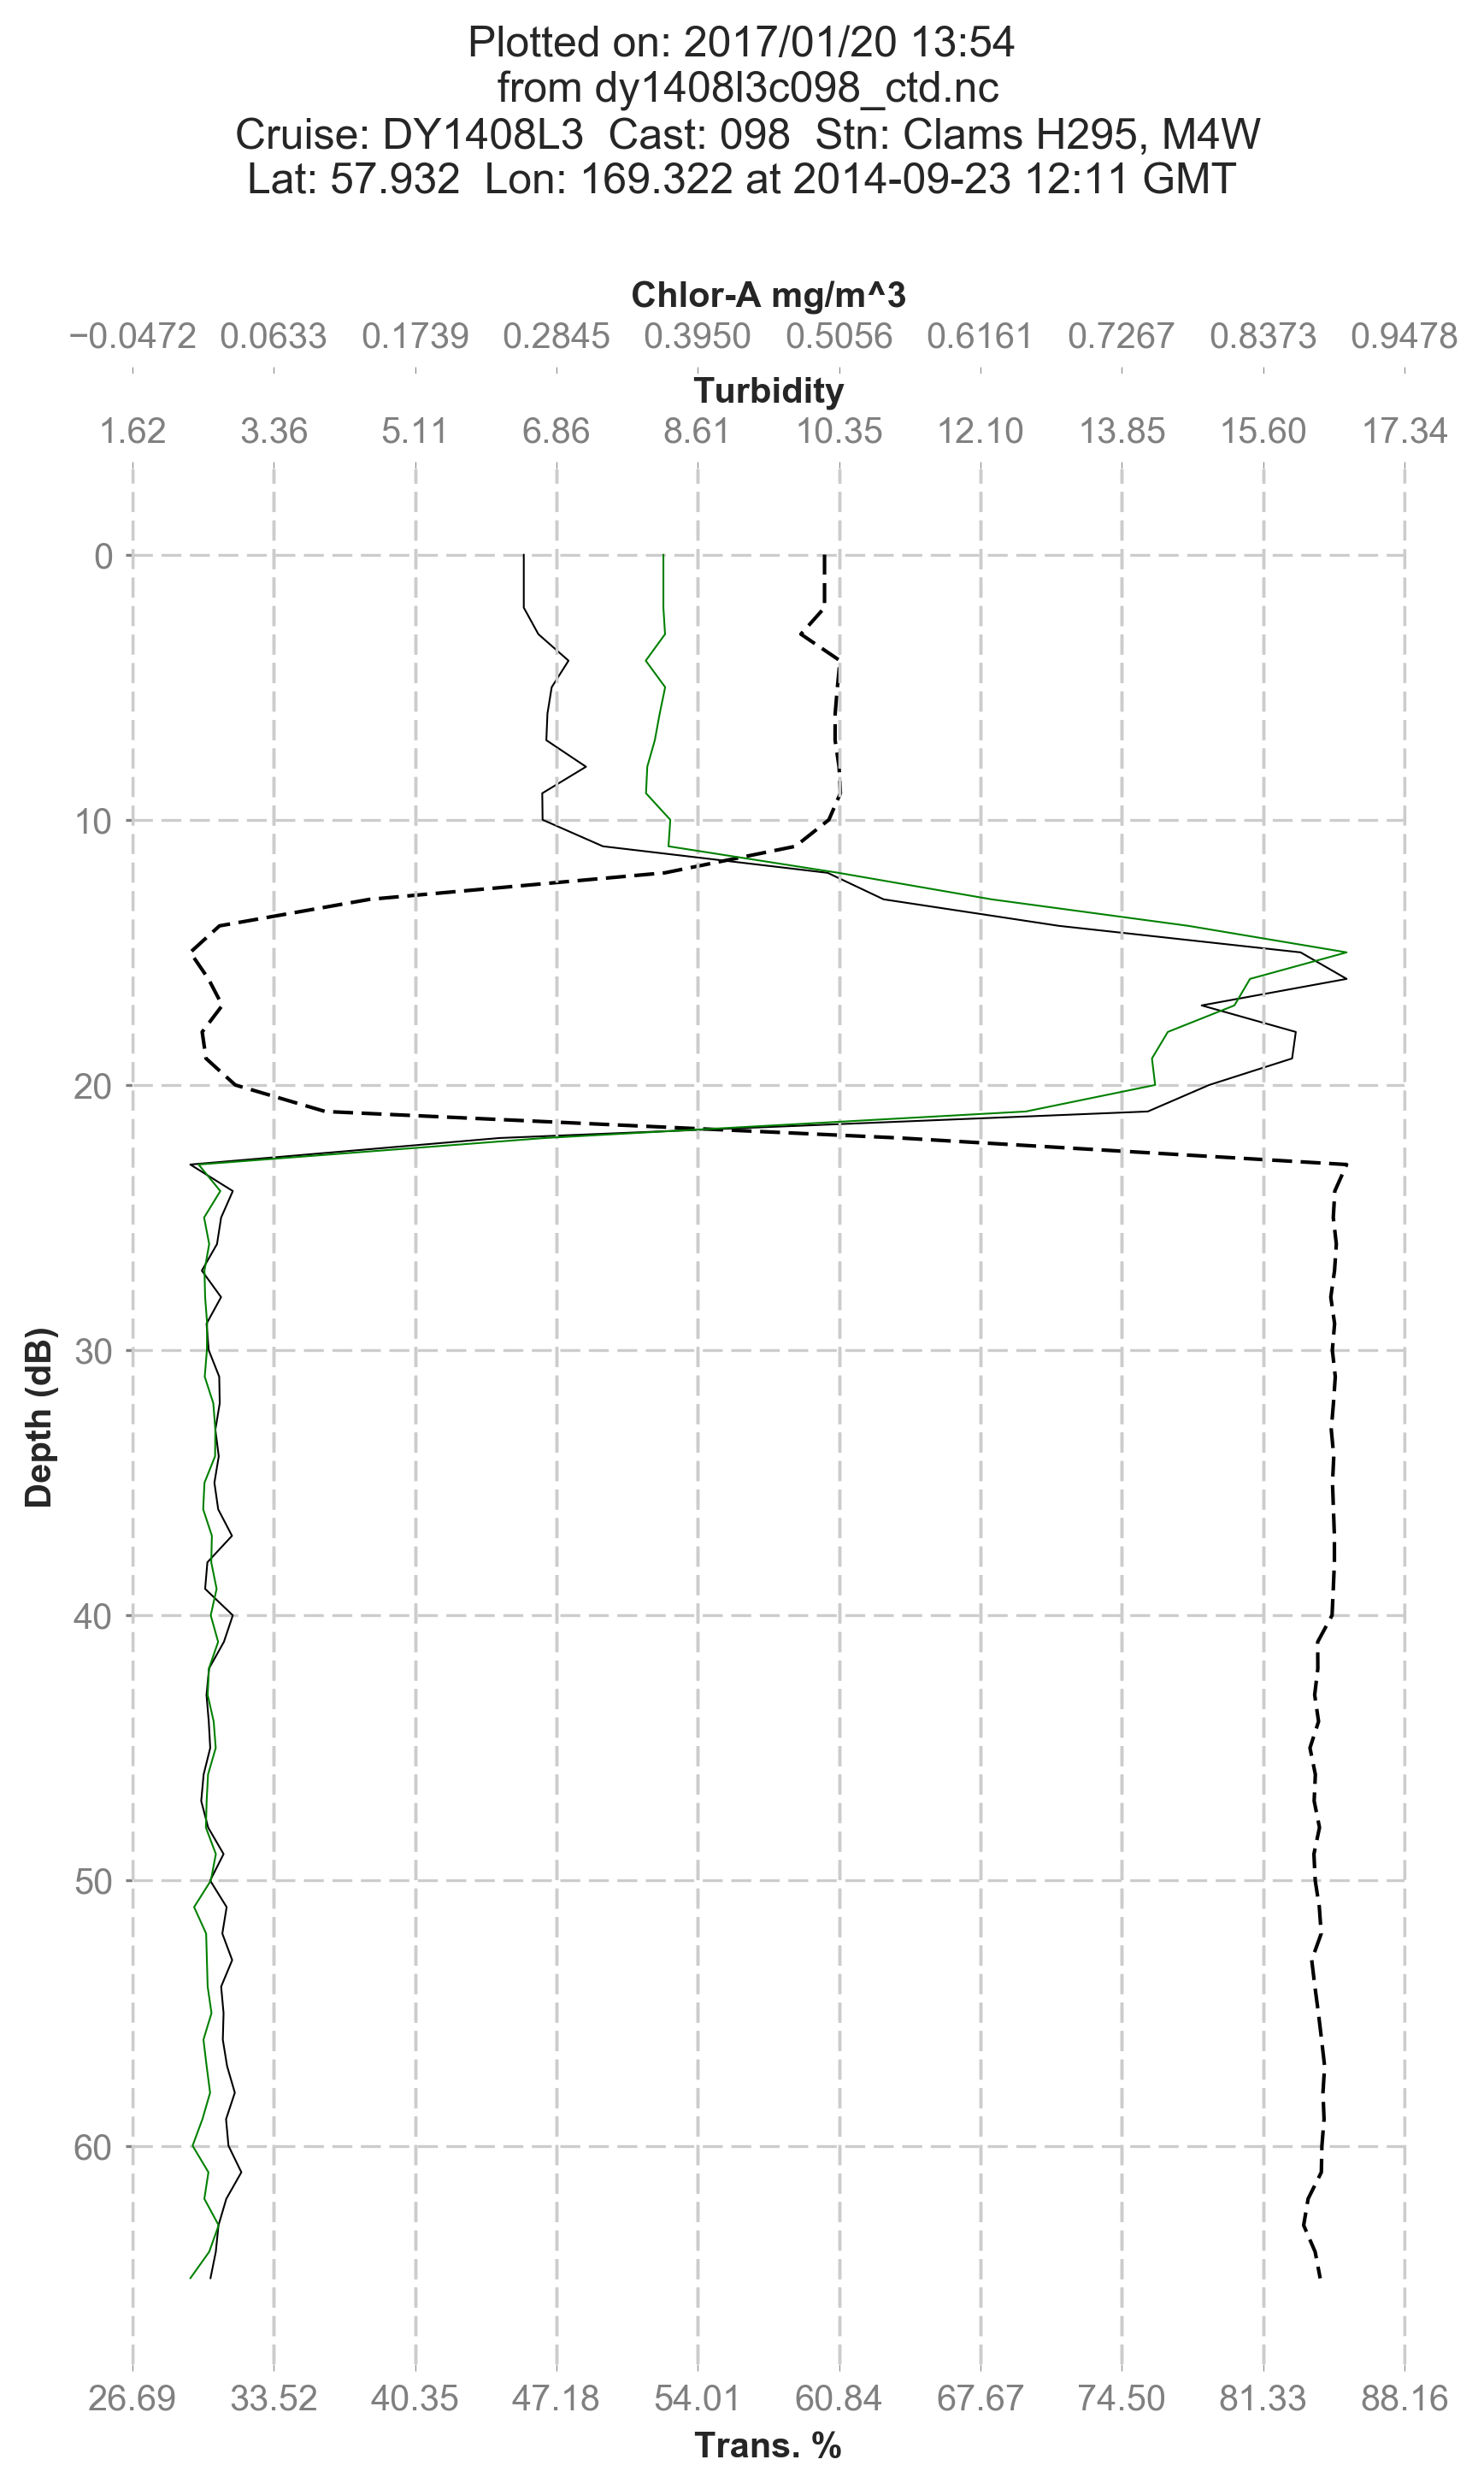 Plotted on: 2017/01/20 13:54
from dy1408l3c098_ctd.nc
Cruise: DY1408L3  Cast: 098  Stn: Clams H295, M4W
Lat: 57.932  Lon: 169.322 at 2014-09-23 12:11 GMT
Chlor-A mg/m^3
−0.0472 0.0633 0.1739 0.2845 0.3950 0.5056 0.6161 0.7267 0.8373 0.9478
Turbidity
1.62 3.36 5.11 6.86 8.61 10.35 12.10 13.85 15.60 17.34
0
10
20
30
Depth (dB)
40
50
60
26.69 33.52 40.35 47.18 54.01 60.84 67.67 74.50 81.33 88.16
Trans. %